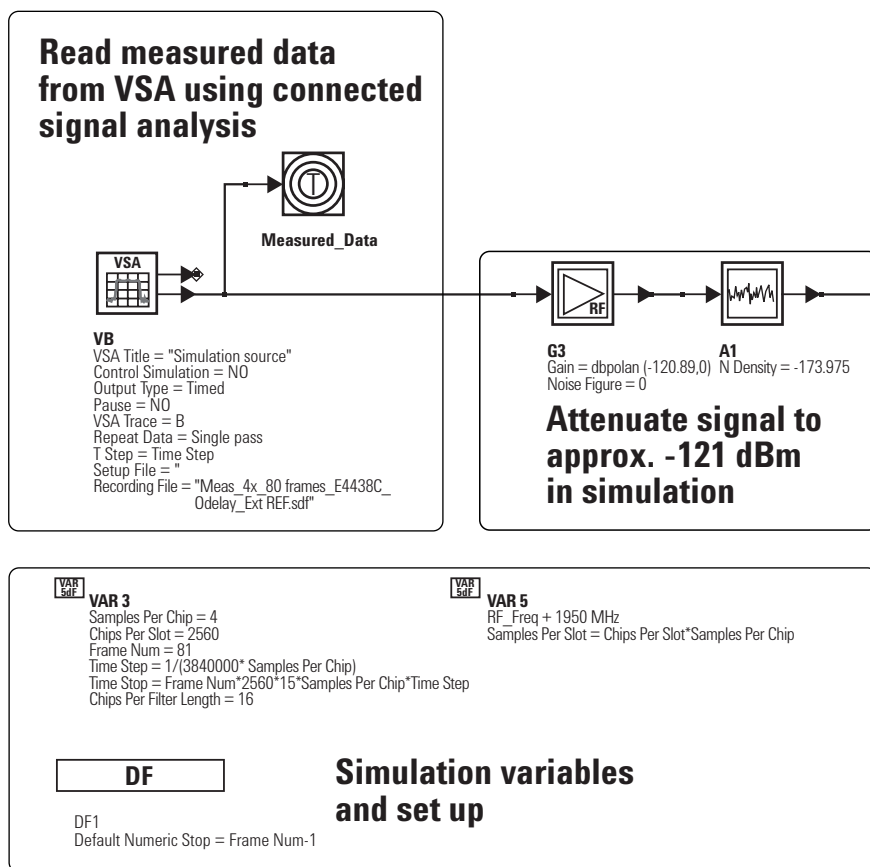 Read measured data
from VSA using connected
signal analysis
T
Measured_Data
VSA
VB
VSA Title = "Simulation source"
Control Simulation = NO
Output Type = Timed
Pause = NO
VSA Trace = B
Repeat Data = Single pass
T Step = Time Step
Setup File = "
Recording File = "Meas_4x_80 frames_E4438C_
Odelay_Ext REF.sdf"
RF
G3
Gain = dbpolan (-120.89,0)
Noise Figure = 0
A1
N Density = -173.975
Attenuate signal to
approx. -121 dBm
in simulation
VAR
5dF
VAR 3
Samples Per Chip = 4
Chips Per Slot = 2560
Frame Num = 81
Time Step = 1/(3840000* Samples Per Chip)
Time Stop = Frame Num*2560*15*Samples Per Chip*Time Step
Chips Per Filter Length = 16
VAR
5dF
VAR 5
RF_Freq + 1950 MHz
Samples Per Slot = Chips Per Slot*Samples Per Chip
DF
DF1
Default Numeric Stop = Frame Num-1
Simulation variables
and set up